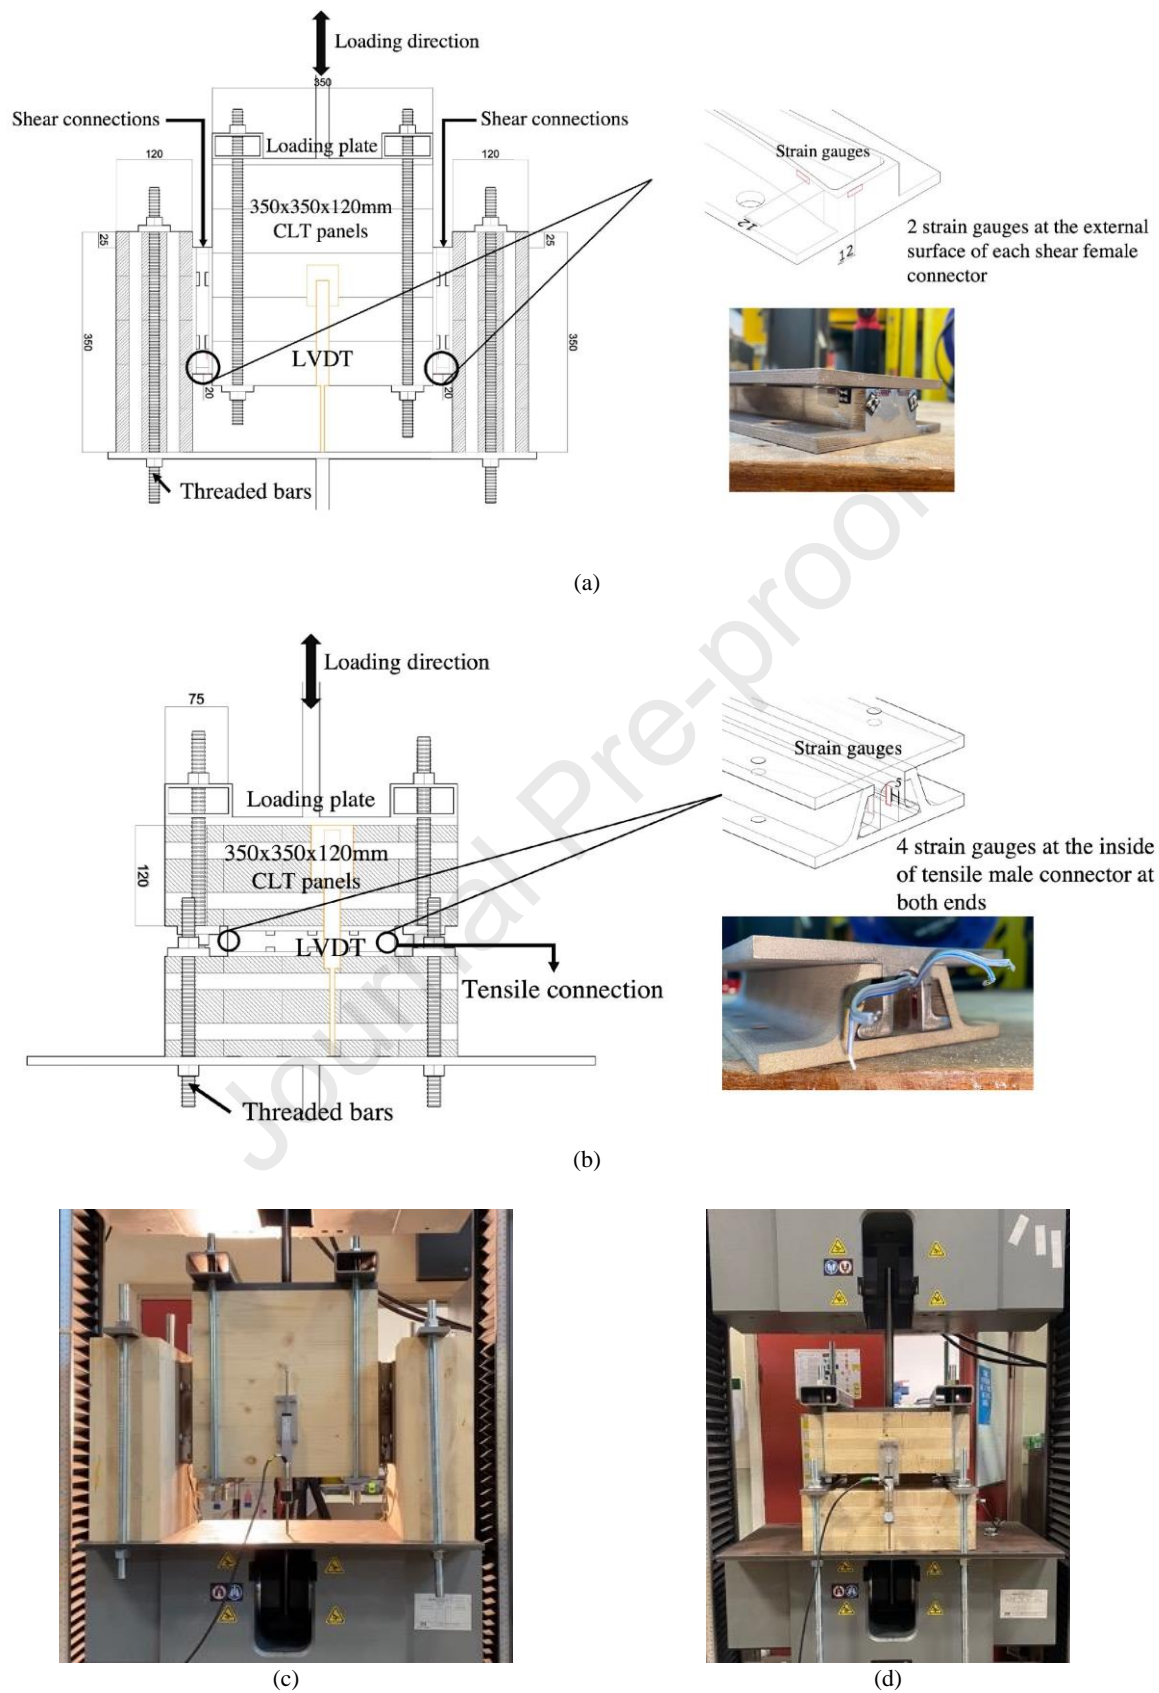 Loading direction
350
Shear connections
Shear connections
120
Loading plate
120
Strain gauges
350x350x120mm
CLT panels
12
12
2 strain gauges at the external
surface of each shear female
connector
25
25
350
350
LVDT
20
20
Threaded bars
(a)
Loading direction
75
Loading plate
Strain gauges
5
120
350x350x120mm
CLT panels
4 strain gauges at the inside
of tensile male connector at
both ends
LVDT
Tensile connection
Threaded bars
(b)
Journal Pre-proof
(c)
(d)